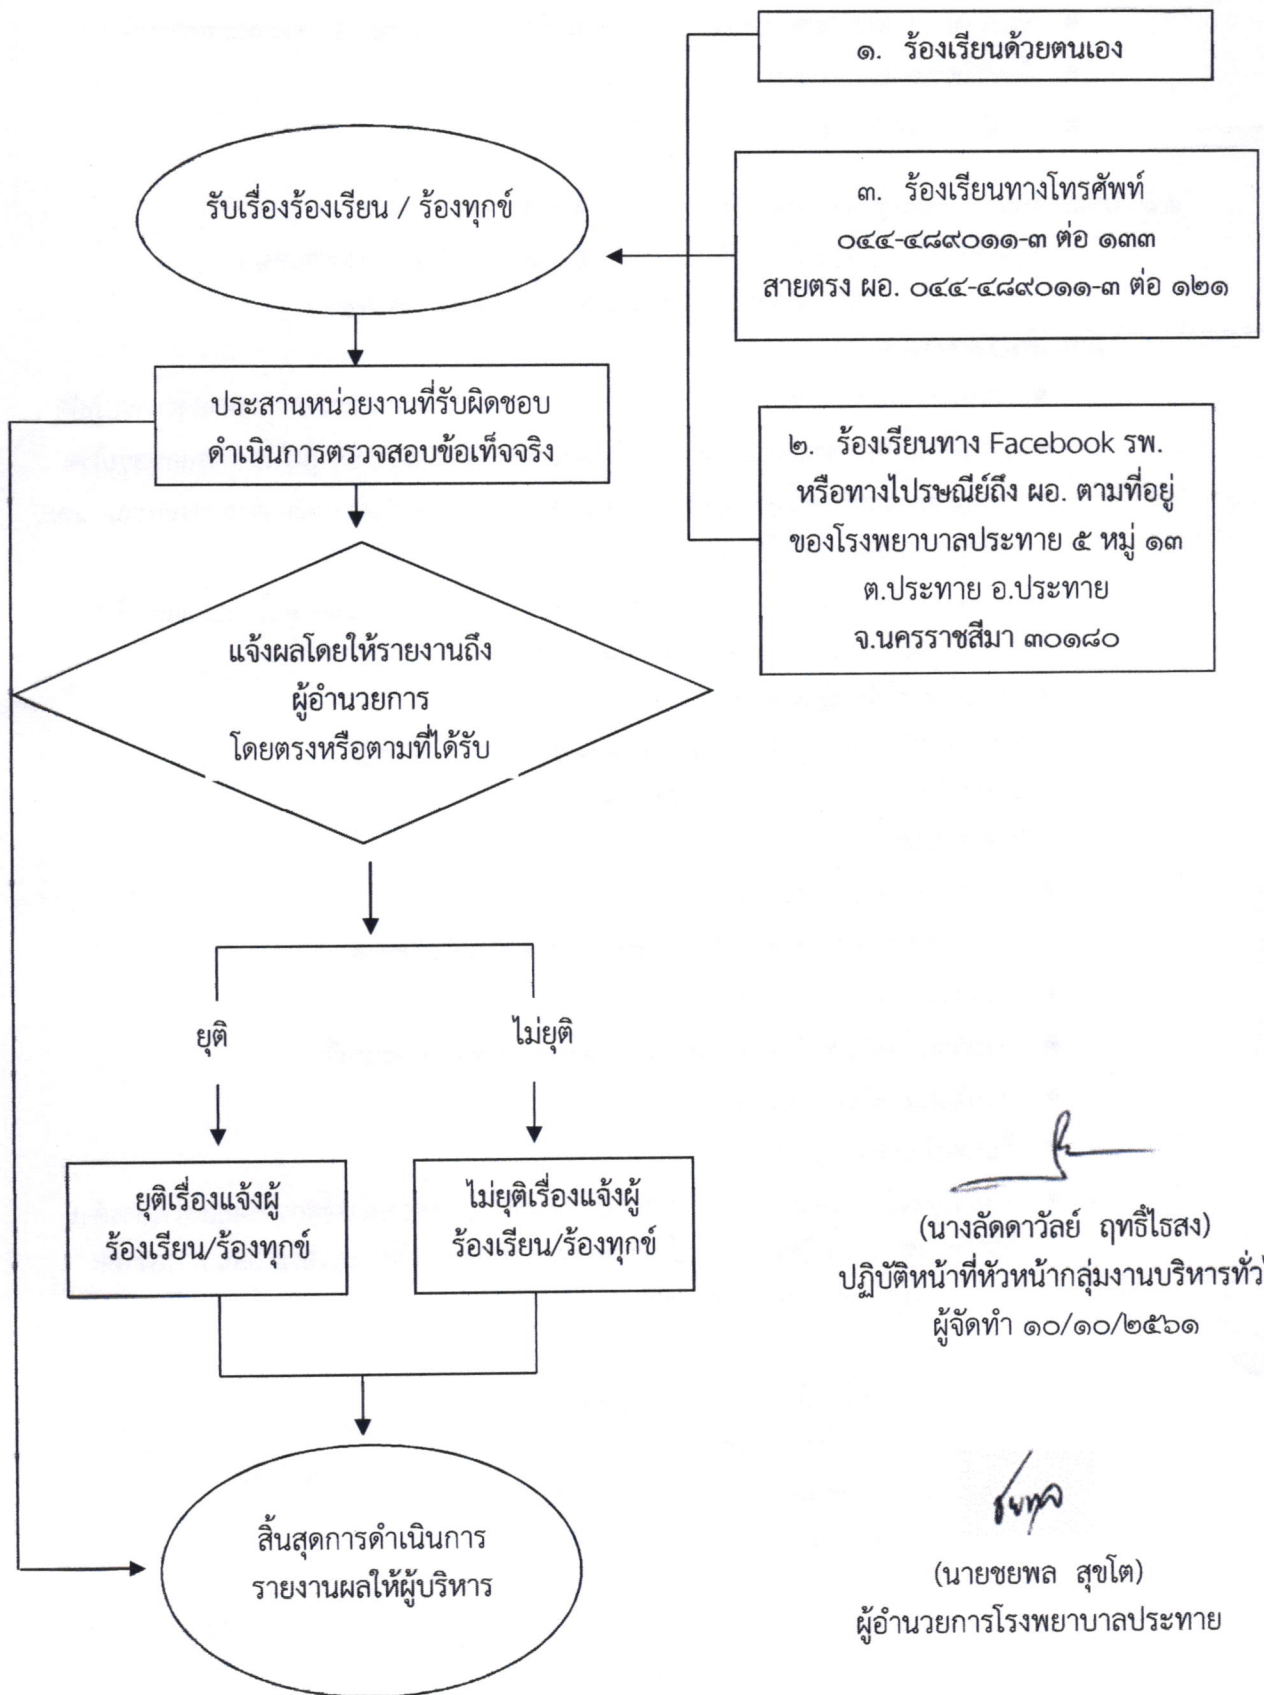 ๑. ร้องเรียนด้วยตนเอง
รับเรื่องร้องเรียน / ร้องทุกข์
๓. ร้องเรียนทางโทรศัพท์
๐๔๔-๔๘๙๐๑๑-๓ ต่อ ๑๓๓
สายตรง ผอ. ๐๔๔-๔๘๙๐๑๑-๓ ต่อ ๑๒๑
ประสานหน่วยงานที่รับผิดชอบ
ดำเนินการตรวจสอบข้อเท็จจริง
๒. ร้องเรียนทาง Facebook รพ.
หรือทางไปรษณีย์ถึง ผอ. ตามที่อยู่
ของโรงพยาบาลประทาย ๕ หมู่ ๑๓
ต.ประทาย อ.ประทาย
จ.นครราชสีมา ๓๐๑๘๐
แจ้งผลโดยให้รายงานถึง
ผู้อำนวยการ
โดยตรงหรือตามที่ได้รับ
ยุติ
ไม่ยุติ
ยุติเรื่องแจ้งผู้
ร้องเรียน/ร้องทุกข์
ไม่ยุติเรื่องแจ้งผู้
ร้องเรียน/ร้องทุกข์
(นางลัดดาวัลย์ ฤทธิ์ไธสง)
ปฏิบัติหน้าที่หัวหน้ากลุ่มงานบริหารทั่ว
ผู้จัดทำ ๑๐/๑๐/๒๕๖๑
สิ้นสุดการดำเนินการ
รายงานผลให้ผู้บริหาร
ชยพล
(นายชยพล สุขโต)
ผู้อำนวยการโรงพยาบาลประทาย